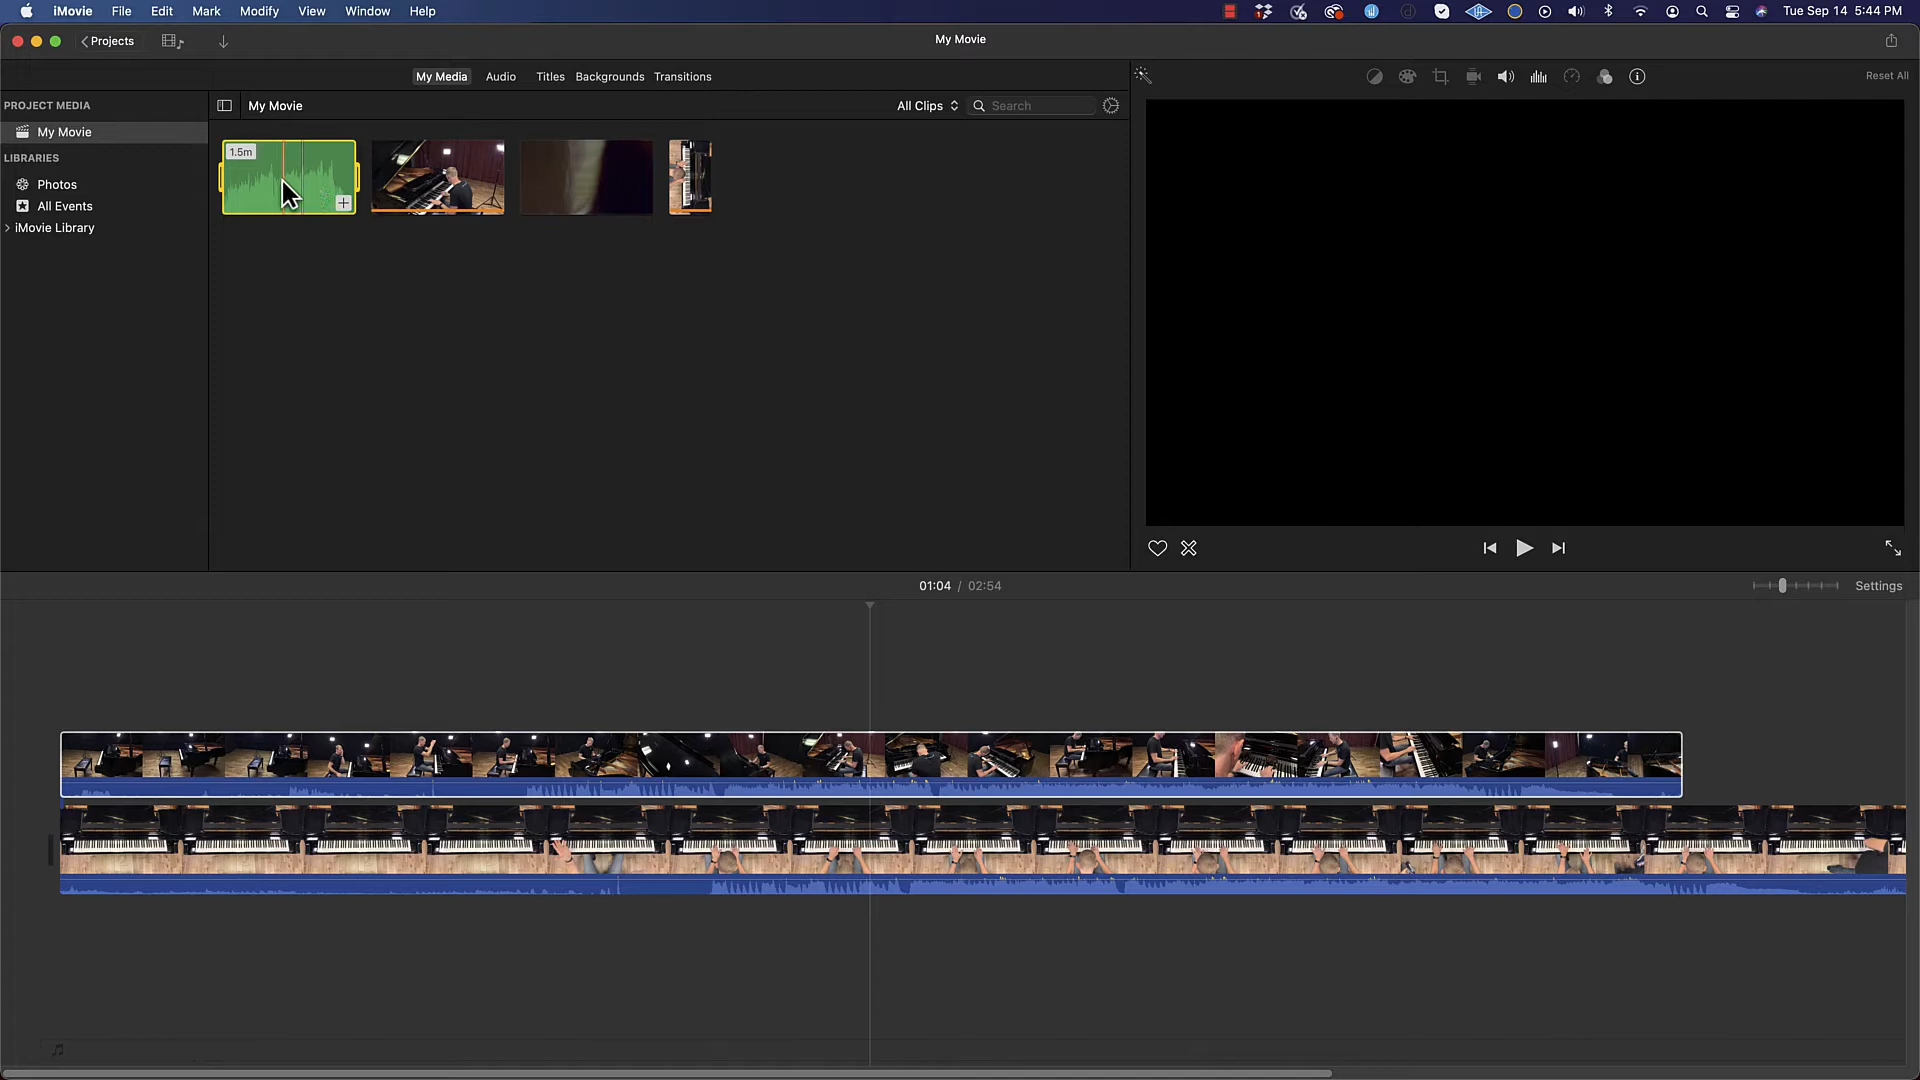 iMovie File Edit Mark Modify View Window Help
Tue Sep 14 5:44 PM
Projects
My Movie
My Media Audio Titles Backgrounds Transitions
Reset All
PROJECT MEDIA
My Movie
LIBRARIES
Photos
All Events
iMovie Library
My Movie
All Clips
Search
1.5m
01:04 / 02:54
Settings